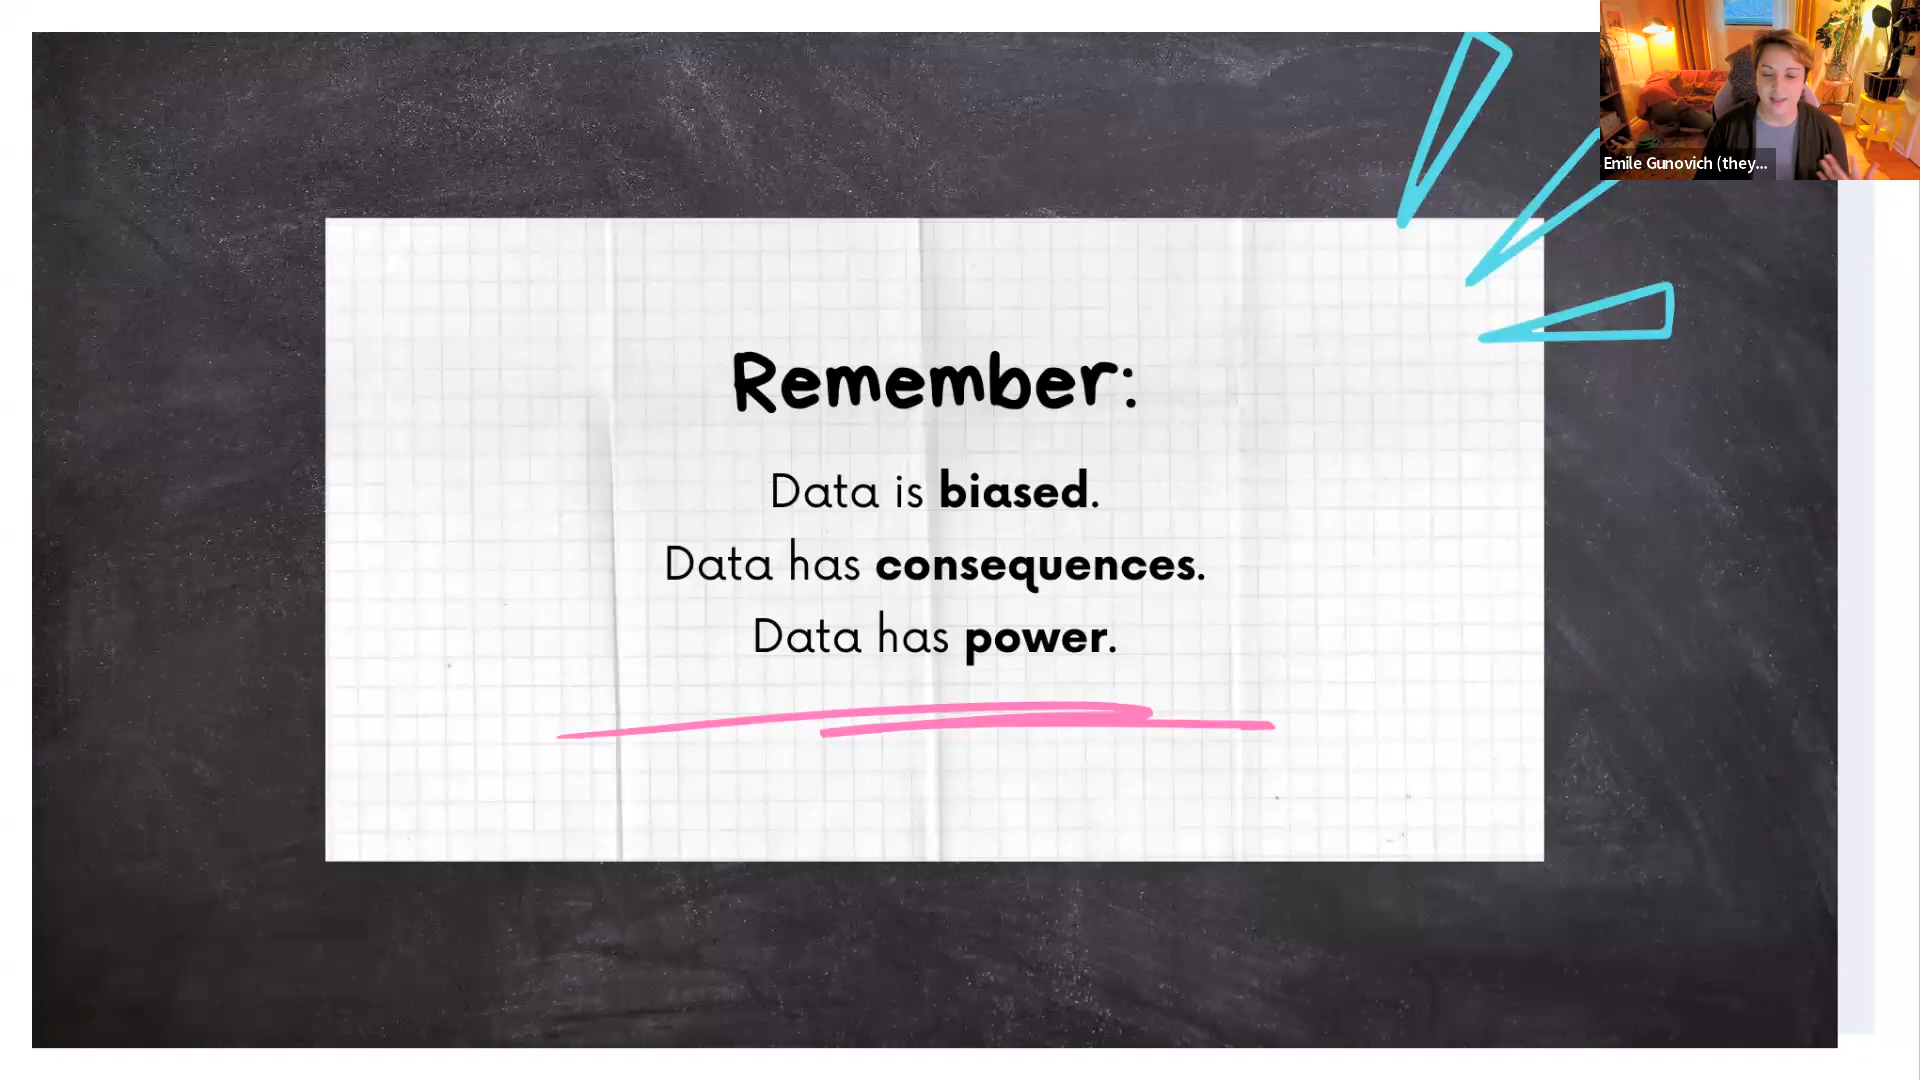 Emile Gunovich (they...
Remember:
Data is biased.
Data has consequences.
Data has power.